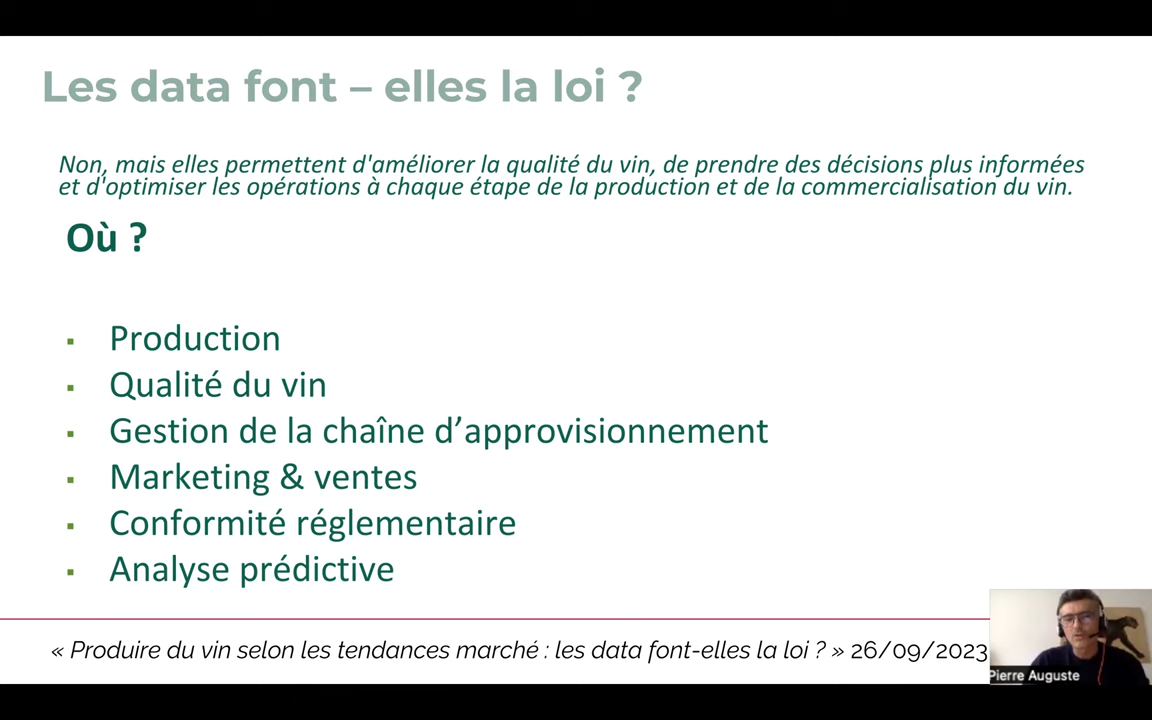 Les data font – elles la loi ?
Non, mais elles permettent d'améliorer la qualité du vin, de prendre des décisions plus informées
et d'optimiser les opérations à chaque étape de la production et de la commercialisation du vin.
Où ?
▪ Production
▪ Qualité du vin
▪ Gestion de la chaîne d’approvisionnement
▪ Marketing & ventes
▪ Conformité réglementaire
▪ Analyse prédictive
« Produire du vin selon les tendances marché : les data font-elles la loi ? » 26/09/2023
Pierre Auguste